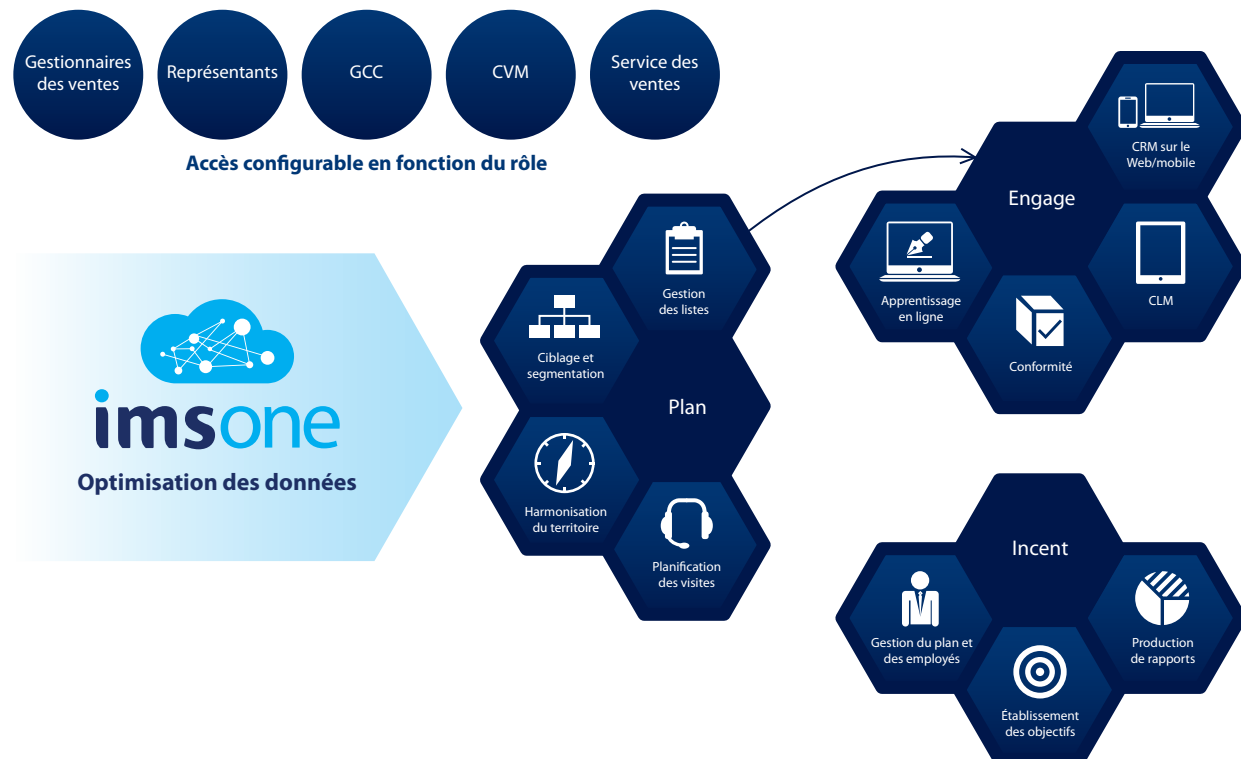 Gestionnaires
des ventes
Représentants
GCC
CVM
Service des
ventes
Accès configurable en fonction du rôle
imsone
Optimisation des données
Gestion
des listes
Ciblage et
segmentation
Plan
Harmonisation
du territoire
Planification
des visites
CRM sur le
Web/mobile
Engage
Apprentissage
en ligne
CLM
Conformité
Incent
Gestion du plan et
des employés
Production
de rapports
Établissement
des objectifs